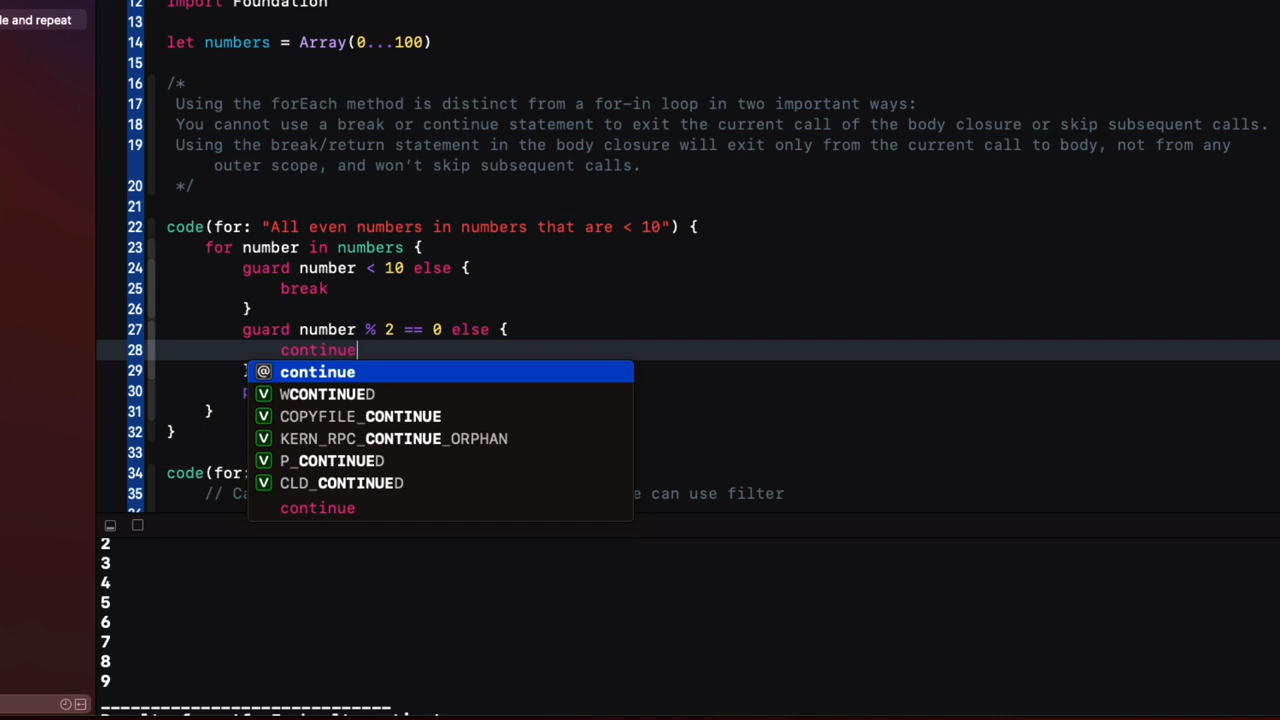 le and repeat
12 import Foundation
13
14 let numbers = Array(0...100)
15
16 /*
17 Using the forEach method is distinct from a for-in loop in two important ways:
18 You cannot use a break or continue statement to exit the current call of the body closure or skip subsequent calls.
19 Using the break/return statement in the body closure will exit only from the current call to body, not from any
outer scope, and won't skip subsequent calls.
20 */
21
22 code(for: "All even numbers in numbers that are < 10") {
23 for number in numbers {
24 guard number < 10 else {
25 break
26 }
27 guard number % 2 == 0 else {
28 continue
29 }
@ continue
30
V WCONTINUED
31 }
V COPYFILE_CONTINUE
32 }
V KERN_RPC_CONTINUE_ORPHAN
33
V P_CONTINUED
34 code(for:
V CLD_CONTINUED
35 // Ca e can use filter
continue
2
3
4
5
6
7
8
9